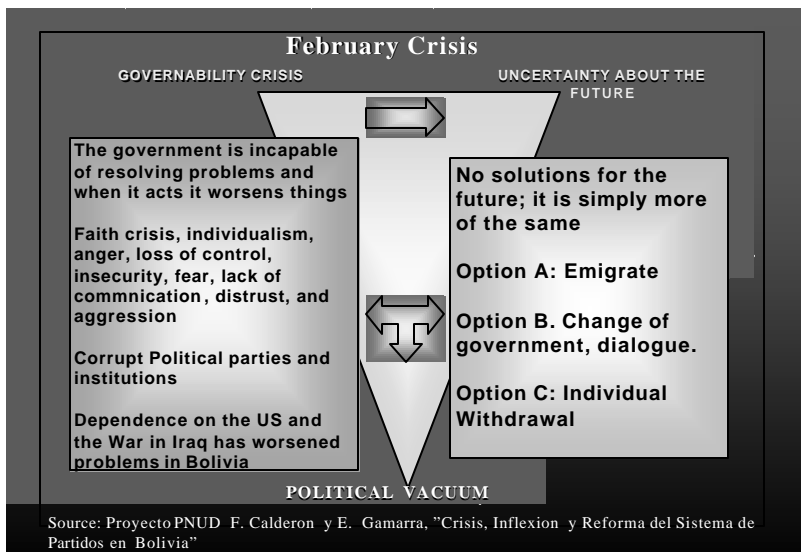 February Crisis
GOVERNABILITY CRISIS
UNCERTAINTY ABOUT THE
FUTURE
The government is incapable
of resolving problems and
when it acts it worsens things
Faith crisis, individualism,
anger, loss of control,
insecurity, fear, lack of
commnication , distrust, and
aggression
Corrupt Political parties and
institutions
Dependence on the US and
the War in Iraq has worsened
problems in Bolivia
No solutions for the
future; it is simply more
of the same
Option A: Emigrate
Option B. Change of
government, dialogue.
Option C: Individual
Withdrawal
POLITICAL VACUUM
Source: Proyecto PNUD F. Calderon y E. Gamarra, ”Crisis, Inflexion y Reforma del Sistema de
Partidos en Bolivia”